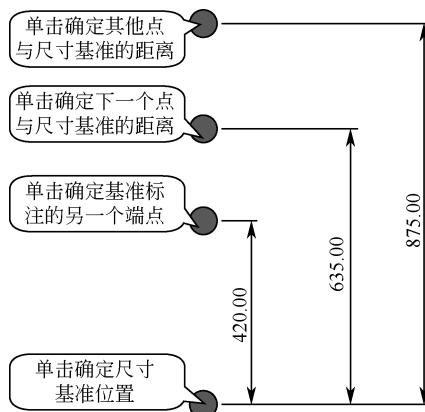 单击确定其他点
与尺寸基准的距离
单击确定下一个点
与尺寸基准的距离
单击确定基准标
注的另一个端点
单击确定尺寸
基准位置
420.00
635.00
875.00